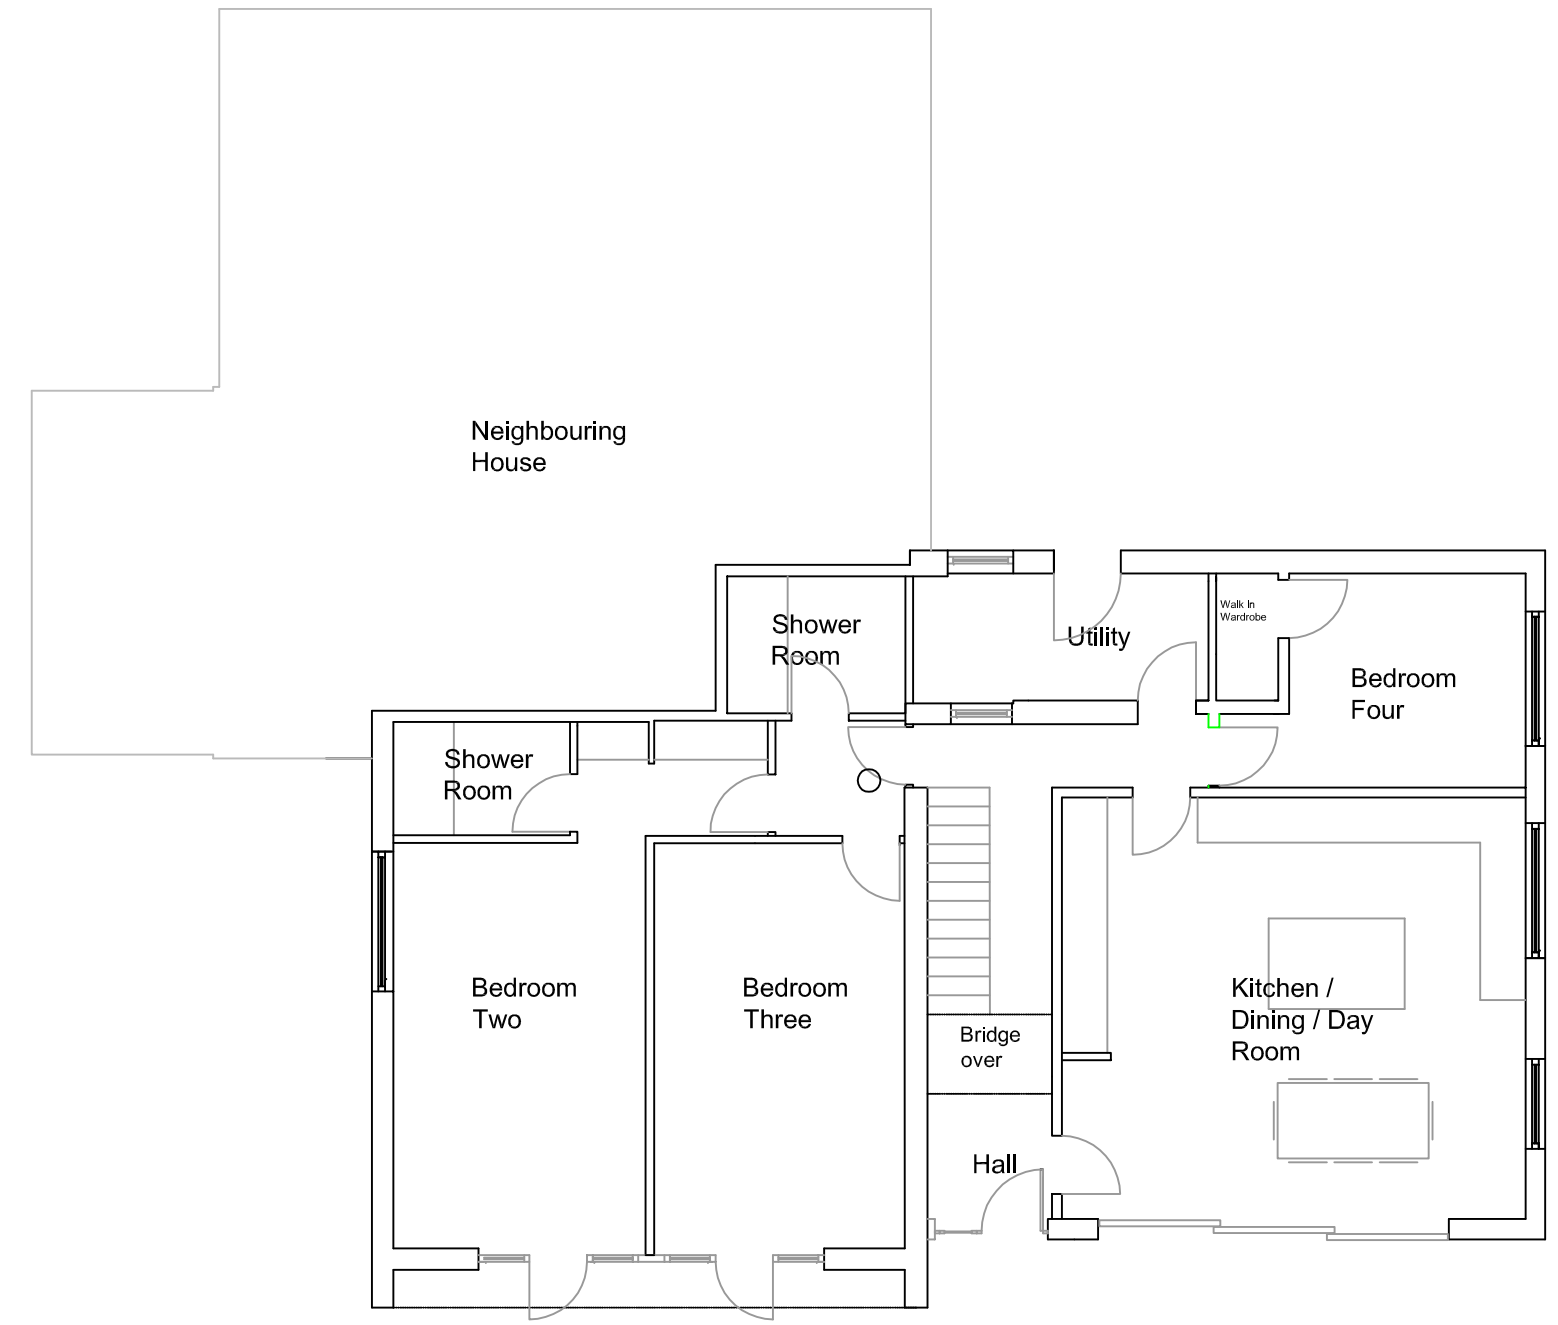 Neighbouring
House
Shower
Room
Utility
Walk In
Wardrobe
Bedroom
Four
Shower
Room
Bedroom
Two
Bedroom
Three
Bridge
over
Kitchen /
Dining / Day
Room
Hall